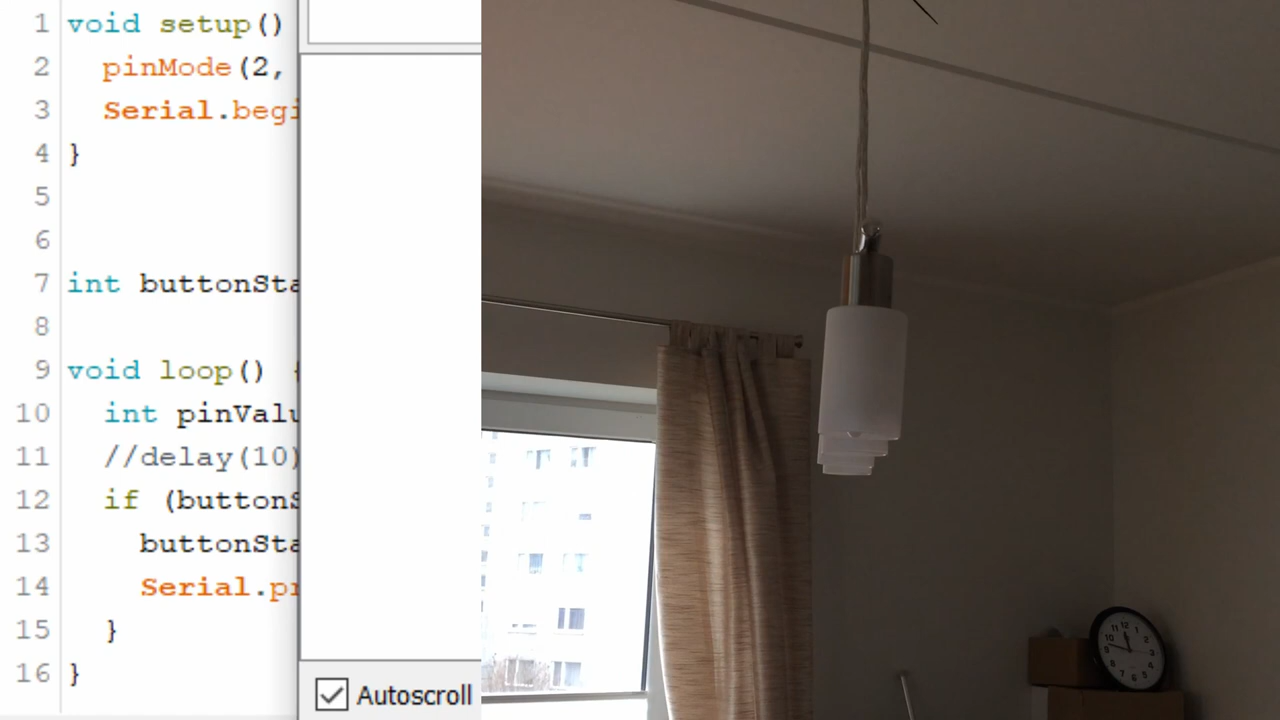 1 void setup()
2 pinMode(2,
3 Serial.begi
4 }
5
6
7 int buttonSta
8
9 void loop() {
10 int pinValu
11 //delay(10)
12 if (buttonS
13 buttonSta
14 Serial.pr
15 }
16 }
Autoscroll